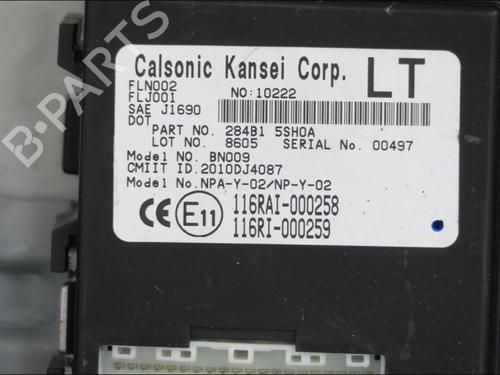 Calsonic Kansei Corp. LT
FLN002
FLJ001 NO:10222
SAE J1690
DOT
PART NO. 284B1 5SH0A
LOT NO. 8605 SERIAL No. 00497
Model No. BN009
CMIIT ID.2010DJ4087
Model No.NPA-Y-02/NP-Y-02
CE E11 116RAI-000258
116RI-000259